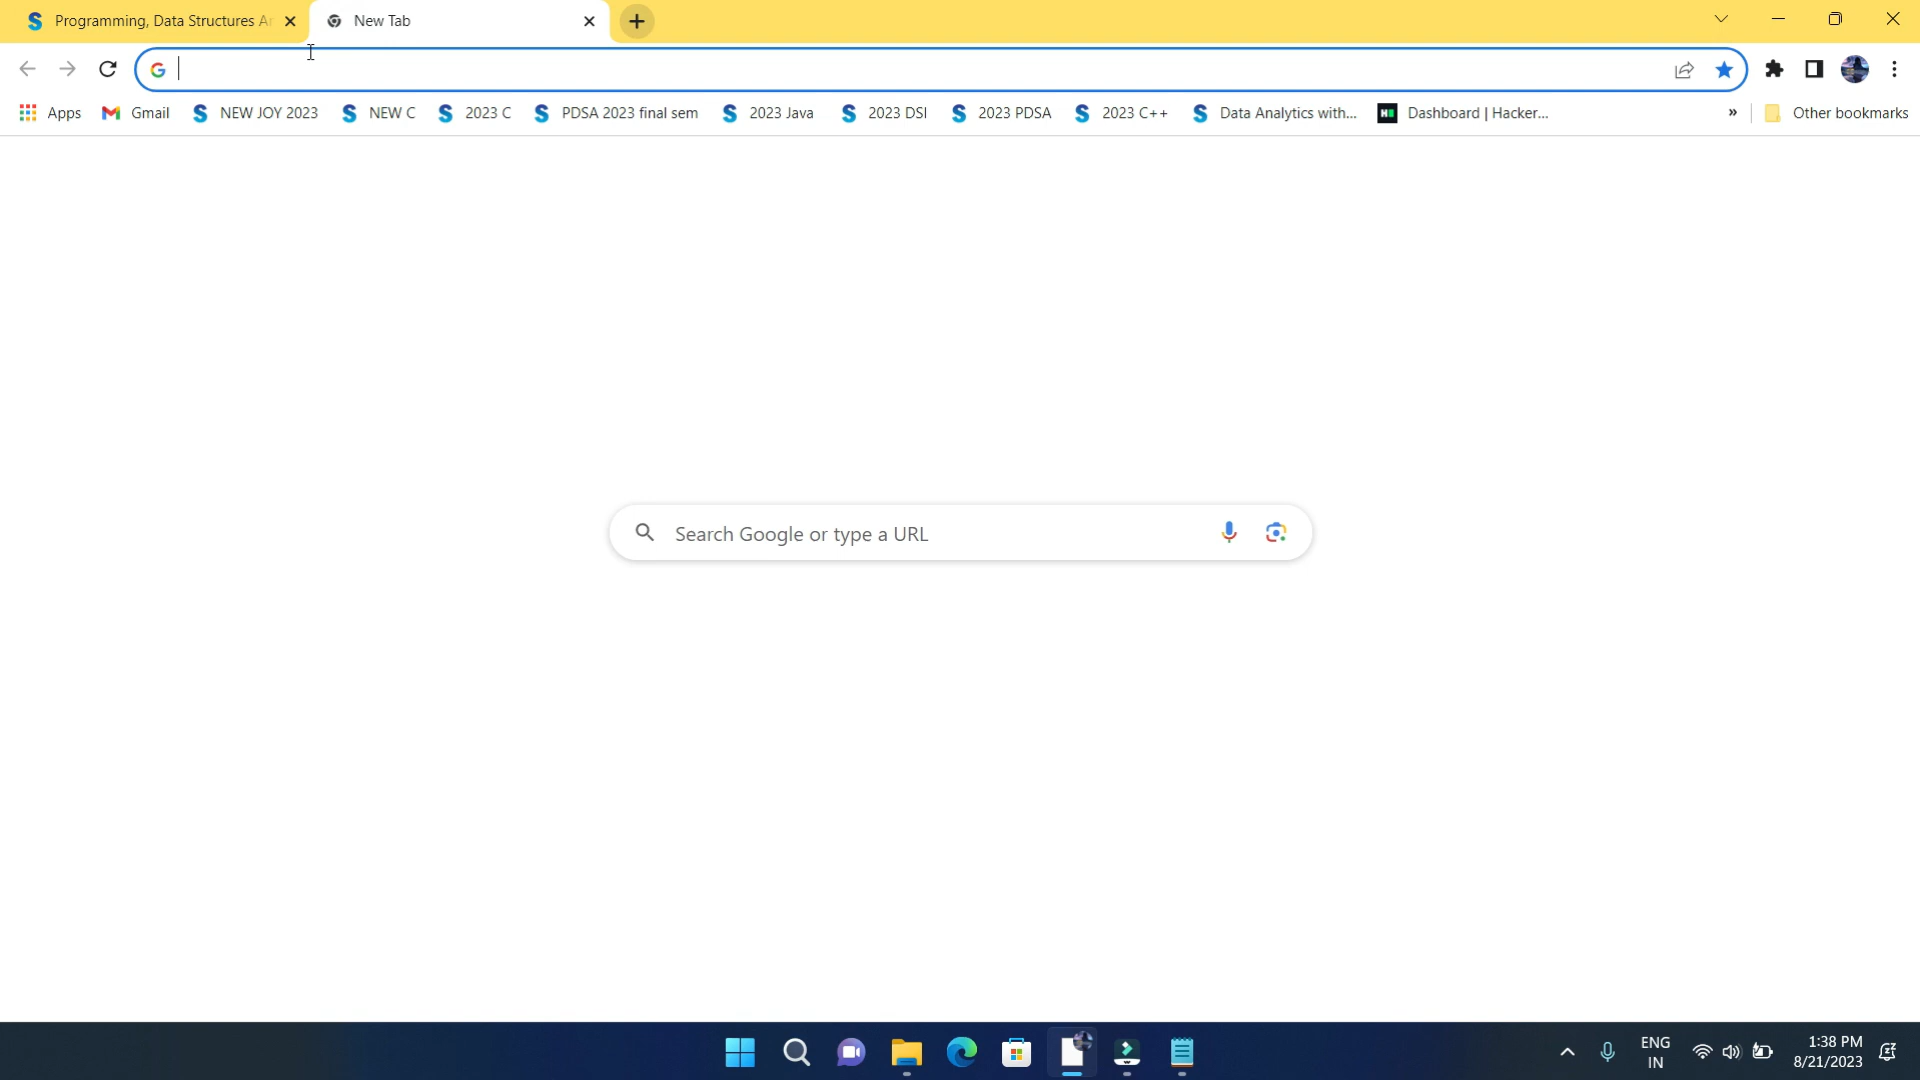 Programming, Data Structures Ar
New Tab
Apps
Gmail
NEW JOY 2023
NEW C
2023 C
PDSA 2023 final sem
2023 Java
2023 DSI
2023 PDSA
2023 C++
Data Analytics with...
Dashboard | Hacker...
»
Other bookmarks
Search Google or type a URL
ENG
IN
1:38 PM
8/21/2023